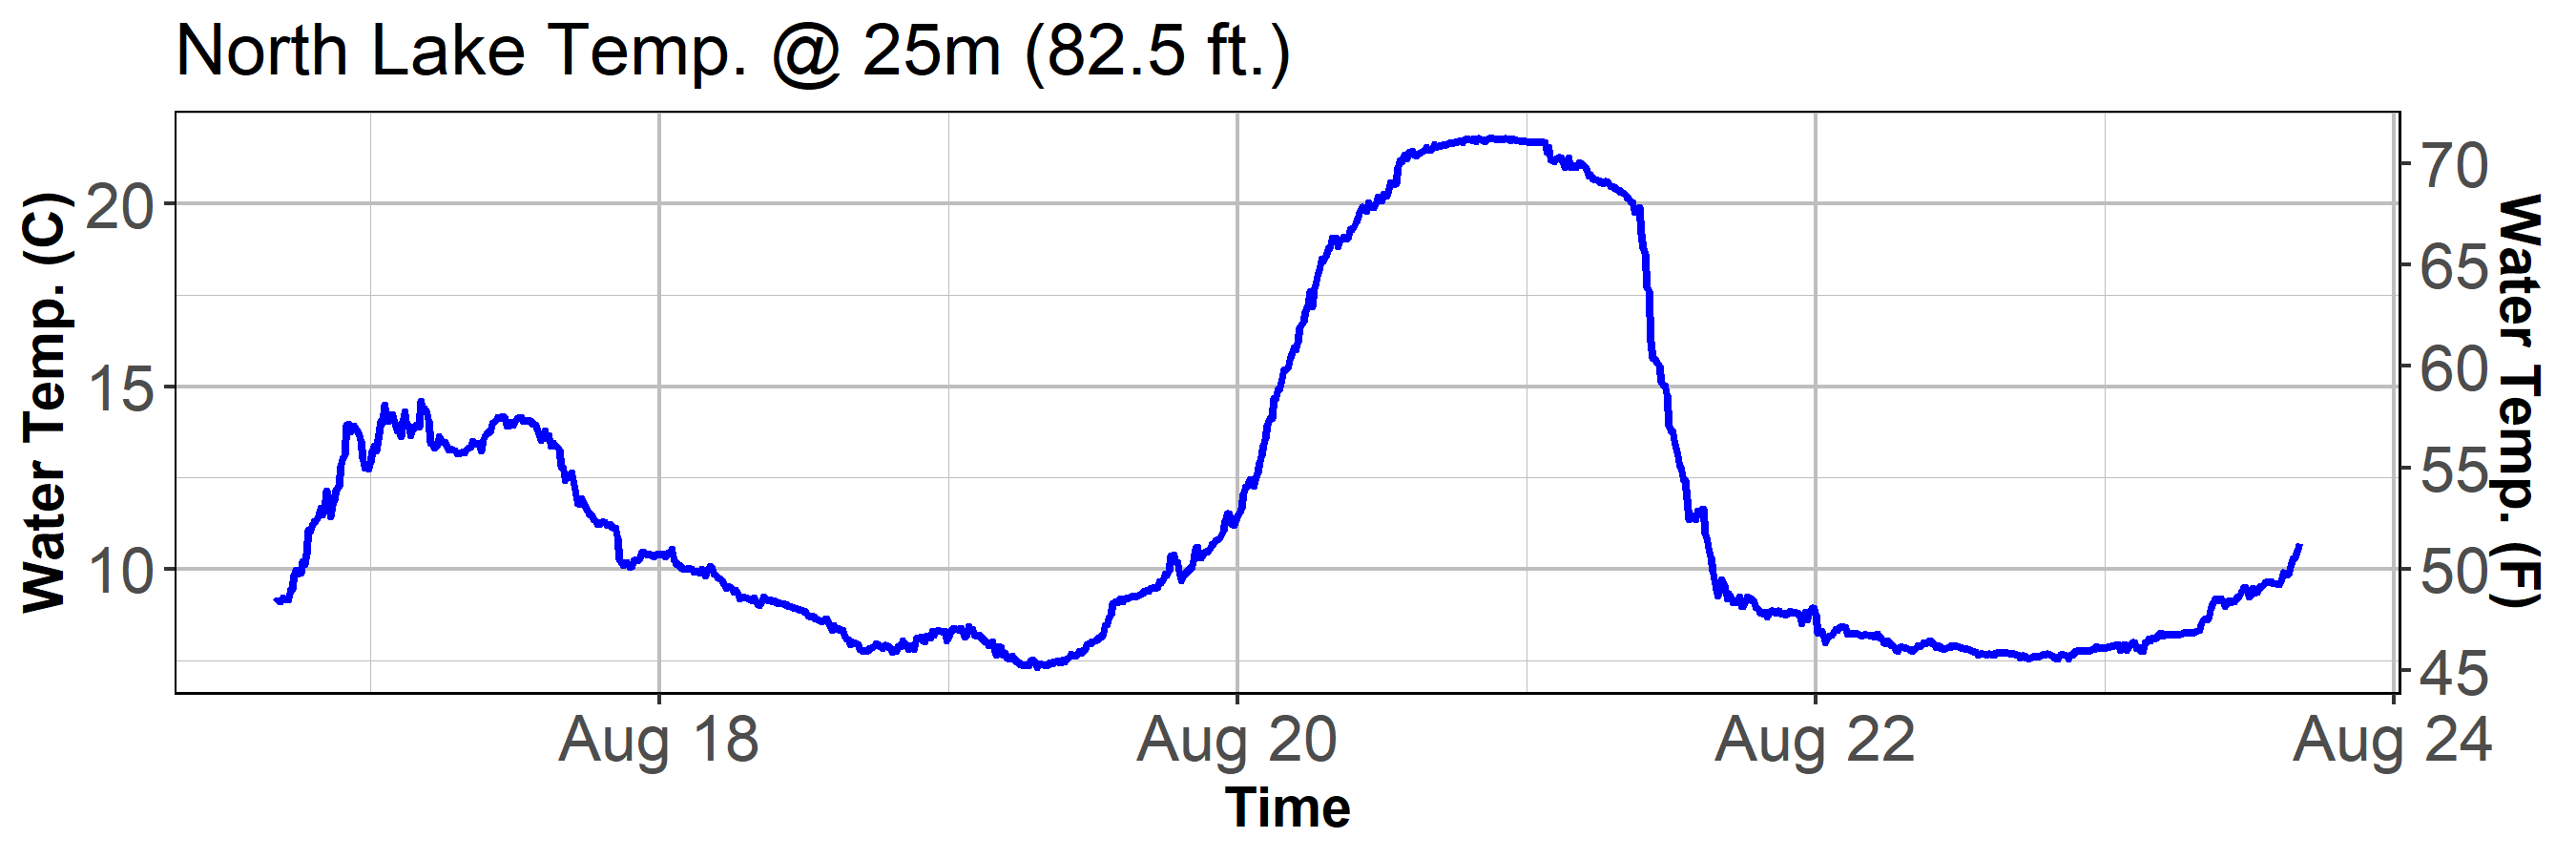 North Lake Temp. @ 25m (82.5 ft.)
Water Temp. (C)
20
15
10
70
65
60
55
50
45
Water Temp. (F)
Aug 18 Aug 20 Aug 22 Aug 24
Time